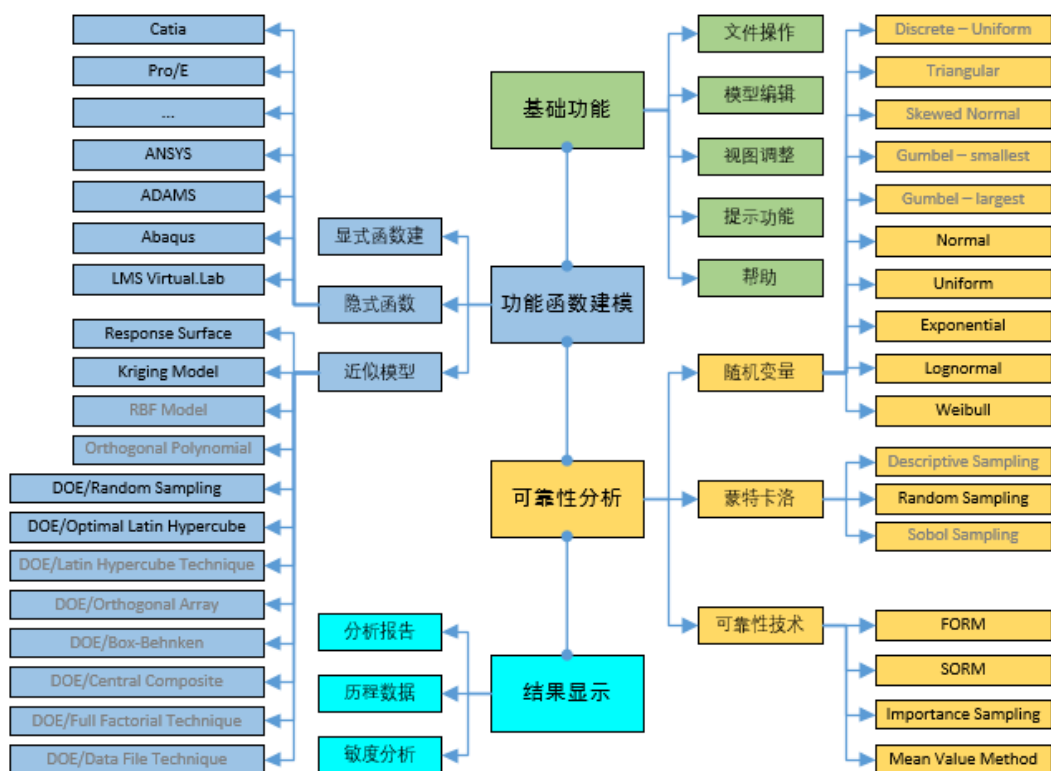 Catia
Pro/E
...
ANSYS
ADAMS
Abaqus
LMS Virtual.Lab
Response Surface
Kriging Model
RBF Model
Orthogonal Polynomial
DOE/Random Sampling
DOE/Optimal Latin Hypercube
DOE/Latin Hypercube Technique
DOE/Orthogonal Array
DOE/Box-Behnken
DOE/Central Composite
DOE/Full Factorial Technique
DOE/Data File Technique
显式函数建
隐式函数
近似模型
分析报告
历程数据
敏度分析
基础功能
功能函数建模
可靠性分析
结果显示
文件操作
模型编辑
视图调整
提示功能
帮助
随机变量
蒙特卡洛
可靠性技术
Discrete – Uniform
Triangular
Skewed Normal
Gumbel – smallest
Gumbel – largest
Normal
Uniform
Exponential
Lognormal
Weibull
Descriptive Sampling
Random Sampling
Sobol Sampling
FORM
SORM
Importance Sampling
Mean Value Method